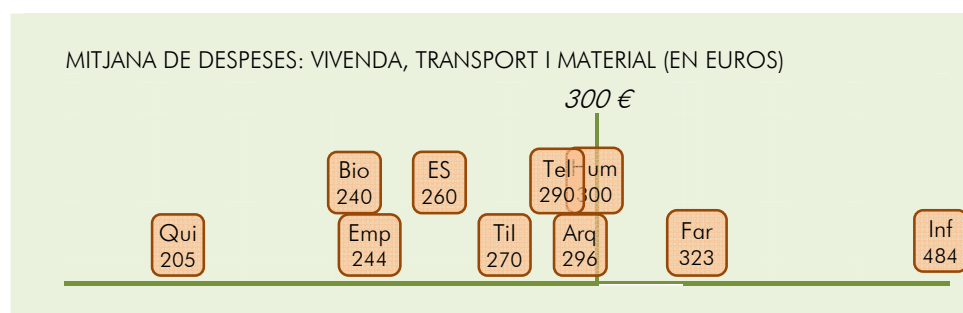 MITJANA DE DESPESES: VIVENDA, TRANSPORT I MATERIAL (EN EUROS)
300 €
Bio
240
ES
260
Tel
290
Hum
300
Qui
205
Emp
244
Til
270
Arq
296
Far
323
Inf
484